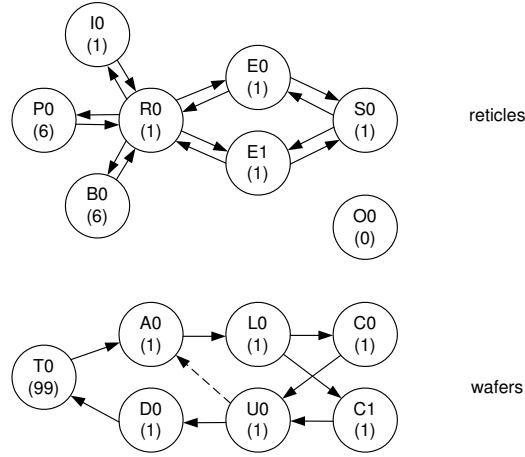 I0
(1)
P0
(6)
R0
(1)
E0
(1)
S0
(1)
reticles
E1
(1)
B0
(6)
O0
(0)
A0
(1)
L0
(1)
C0
(1)
T0
(99)
wafers
D0
(1)
U0
(1)
C1
(1)